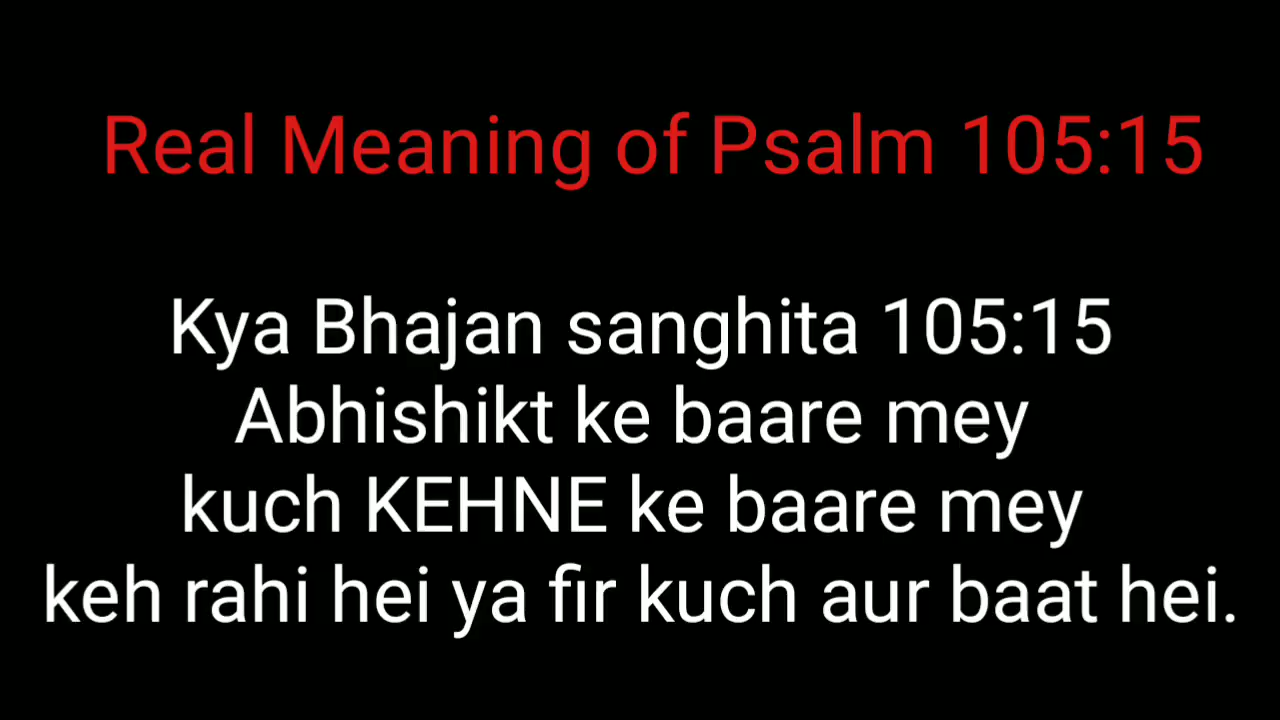 Real Meaning of Psalm 105:15
Kya Bhajan sanghita 105:15
Abhishikt ke baare mey
kuch KEHNE ke baare mey
keh rahi hei ya fir kuch aur baat hei.